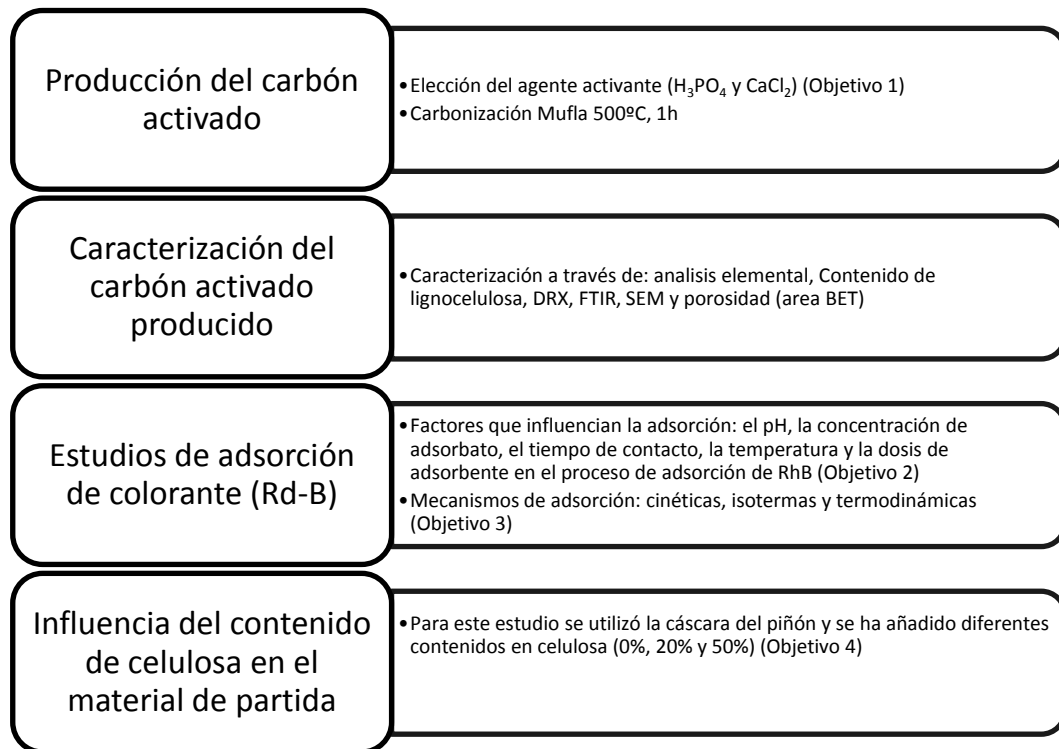 Producción del carbón
activado
•Elección del agente activante (H₃PO₄ y CaCl₂) (Objetivo 1)
•Carbonización Mufla 500ºC, 1h
Caracterización del
carbón activado
producido
•Caracterización a través de: analisis elemental, Contenido de
lignocelulosa, DRX, FTIR, SEM y porosidad (area BET)
Estudios de adsorción
de colorante (Rd-B)
•Factores que influencian la adsorción: el pH, la concentración de
adsorbato, el tiempo de contacto, la temperatura y la dosis de
adsorbente en el proceso de adsorción de RhB (Objetivo 2)
•Mecanismos de adsorción: cinéticas, isotermas y termodinámicas
(Objetivo 3)
Influencia del contenido
de celulosa en el
material de partida
•Para este estudio se utilizó la cáscara del piñón y se ha añadido diferentes
contenidos en celulosa (0%, 20% y 50%) (Objetivo 4)